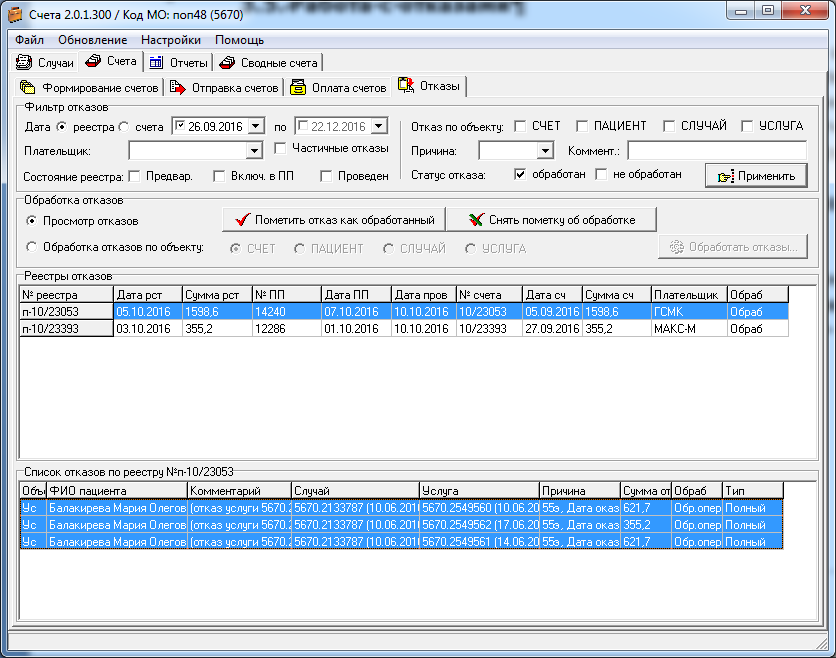 3.5.·Работа·с·отказами¶
Счета 2.0.1.300 / Код МО: поп48 (5670)
Файл Обновление Настройки Помощь
Случаи Счета Отчеты Сводные счета
Формирование счетов Отправка счетов Оплата счетов Отказы
Фильтр отказов
Дата реестра счета 26.09.2016 по 22.12.2016 Отказ по объекту: СЧЕТ ПАЦИЕНТ СЛУЧАЙ УСЛУГА
Плательщик: Частичные отказы Причина: Коммент.:
Состояние реестра: Предвар. Включ. в ПП Проведен Статус отказа: обработан не обработан Применить
Обработка отказов
Просмотр отказов Пометить отказ как обработанный Снять пометку об обработке
Обработка отказов по объекту: СЧЕТ ПАЦИЕНТ СЛУЧАЙ УСЛУГА Обработать отказы...
Реестры отказов
№ реестра Дата рст Сумма рст № ПП Дата ПП Дата пров № счета Дата сч Сумма сч Плательщик Обраб
п-10/23053 05.10.2016 1598,6 14240 07.10.2016 10.10.2016 10/23053 05.09.2016 1598,6 ГСМК Обраб
п-10/23393 03.10.2016 355,2 12286 01.10.2016 10.10.2016 10/23393 27.09.2016 355,2 МАКС-М Обраб
Список отказов по реестру №п-10/23053
Объ ФИО пациента Комментарий Случай Услуга Причина Сумма от Обраб Тип
Ус Балакирева Мария Олегов (отказ услуги 5670.2 5670.2133787 (10.06.201 5670.2549560 (10.06.20 55э, Дата оказ 621,7 Обр.опер Полный
Ус Балакирева Мария Олегов (отказ услуги 5670.2 5670.2133787 (10.06.201 5670.2549562 (17.06.20 55э, Дата оказ 355,2 Обр.опер Полный
Ус Балакирева Мария Олегов (отказ услуги 5670.2 5670.2133787 (10.06.201 5670.2549561 (14.06.20 55э, Дата оказ 621,7 Обр.опер Полный